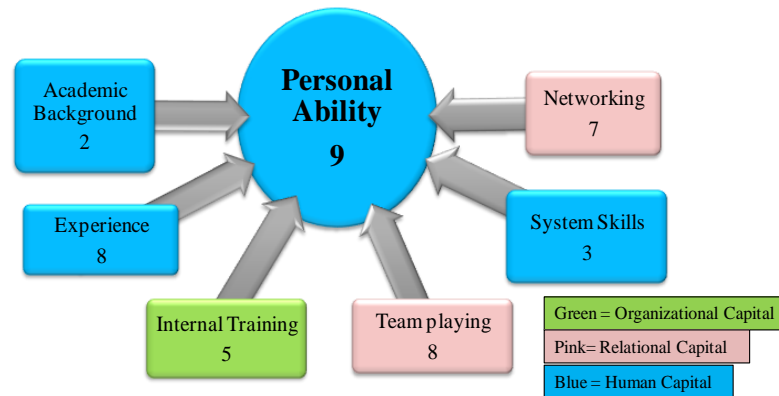 Personal
Ability
9
Academic
Background
2
Networking
7
Experience
8
System Skills
3
Internal Training
5
Team playing
8
Green = Organizational Capital
Pink= Relational Capital
Blue = Human Capital